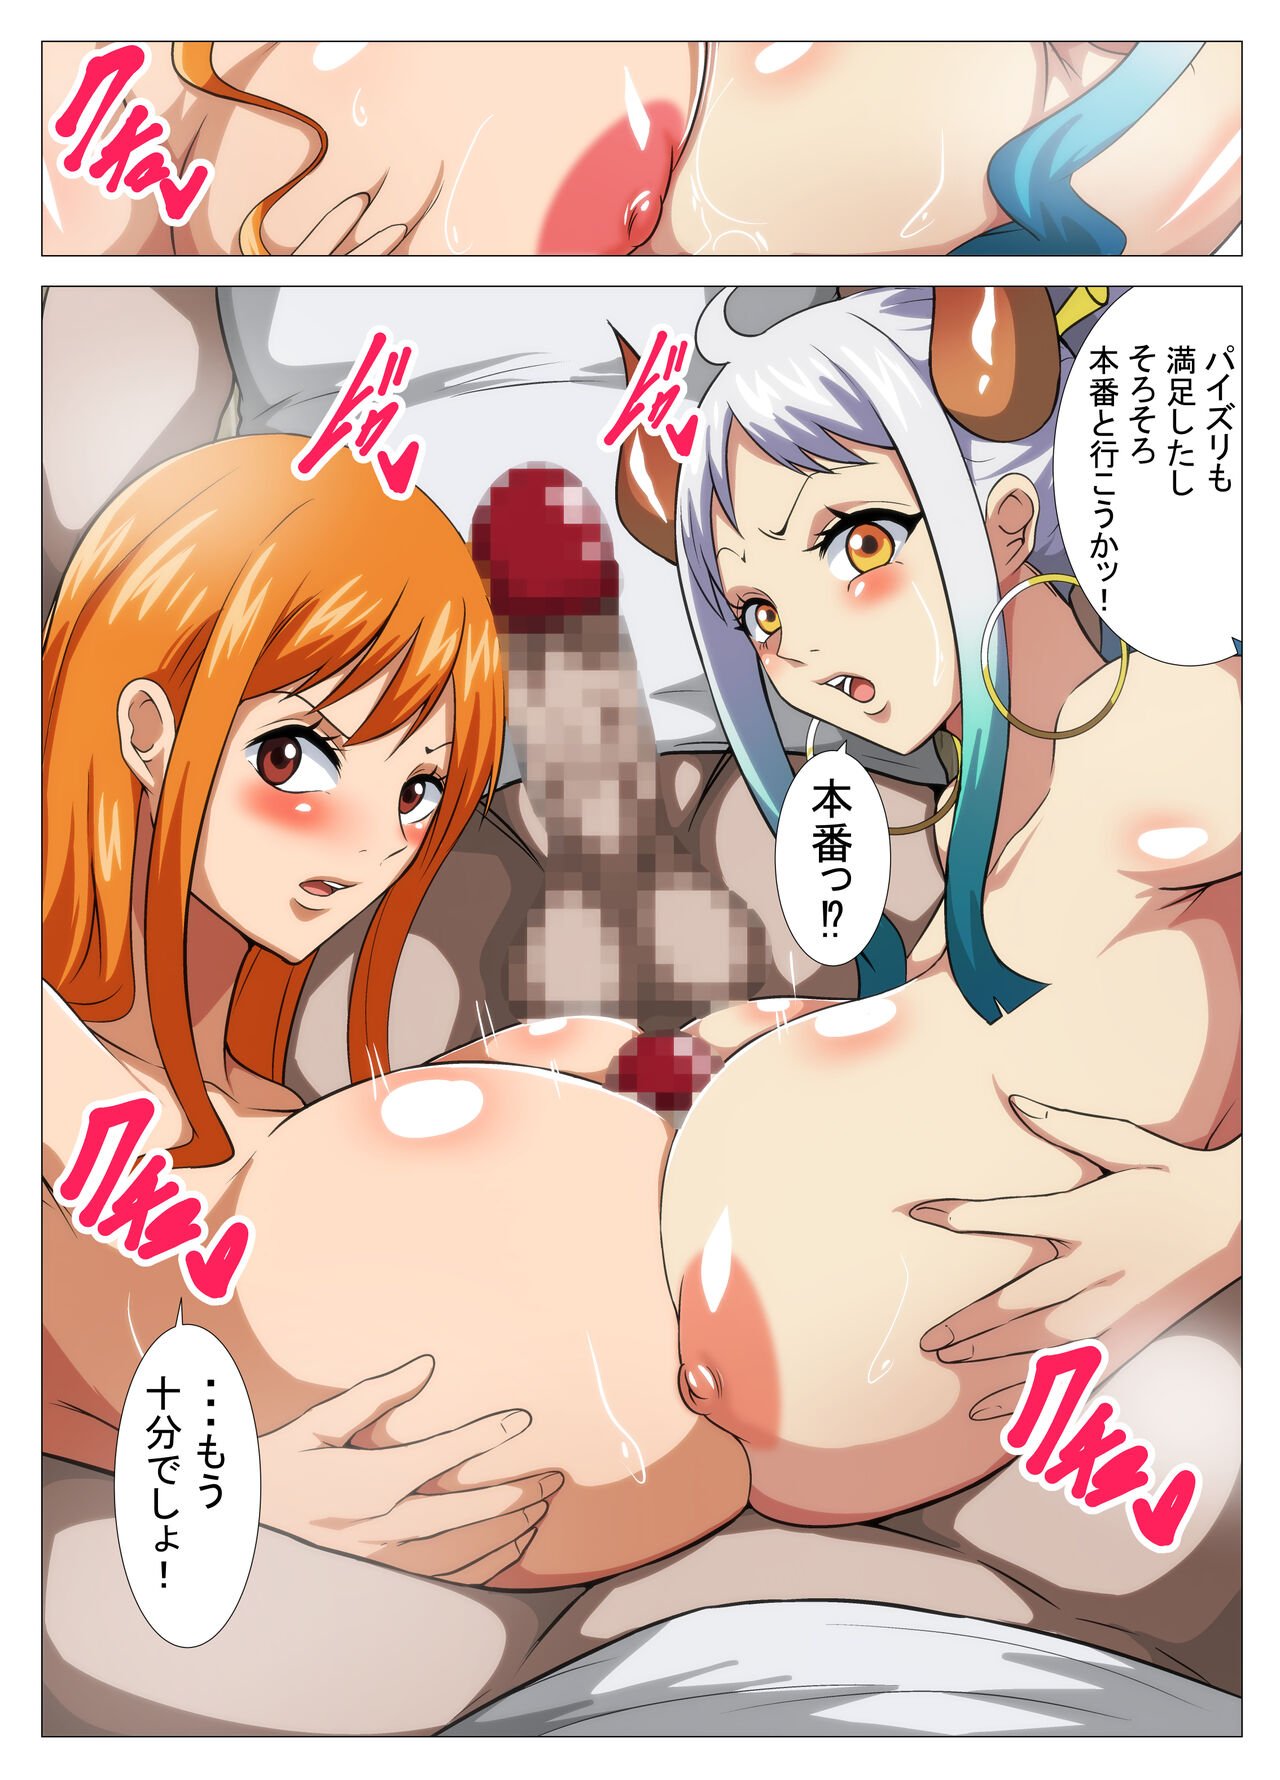 パイズリも
満足したし
そろそろ
本番と行こうかッ！
本番っ⁉
・・・もう
十分でしょ！